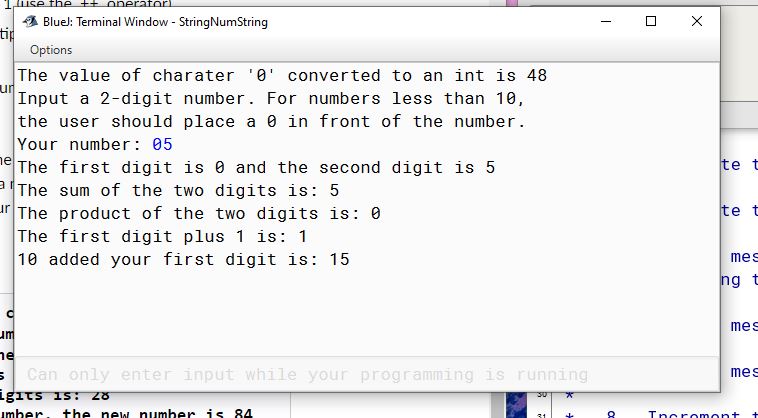 1 (use the ++ operator)
BlueJ: Terminal Window - StringNumString
Options
The value of charater '0' converted to an int is 48
Input a 2-digit number. For numbers less than 10,
the user should place a 0 in front of the number.
Your number: 05
The first digit is 0 and the second digit is 5
The sum of the two digits is: 5
The product of the two digits is: 0
The first digit plus 1 is: 1
10 added your first digit is: 15
Can only enter input while your programming is running
te t
te t
mes
ng t
mes
mes
igits is: 28
umber, the new number is 84
30 *
31 * 8. Increment t